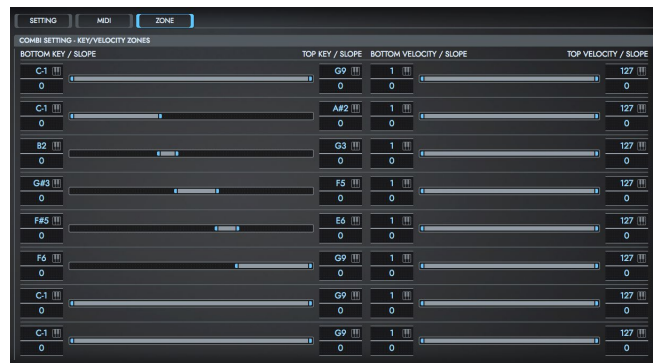 SETTING MIDI ZONE
COMBI SETTING - KEY/VELOCITY ZONES
BOTTOM KEY / SLOPE TOP KEY / SLOPE BOTTOM VELOCITY / SLOPE TOP VELOCITY / SLOPE
C-1 G9 1 127
0 0 0 0
C-1 A#2 1 127
0 0 0 0
B2 G3 1 127
0 0 0 0
G#3 F5 1 127
0 0 0 0
F#5 E6 1 127
0 0 0 0
F6 G9 1 127
0 0 0 0
C-1 G9 1 127
0 0 0 0
C-1 G9 1 127
0 0 0 0